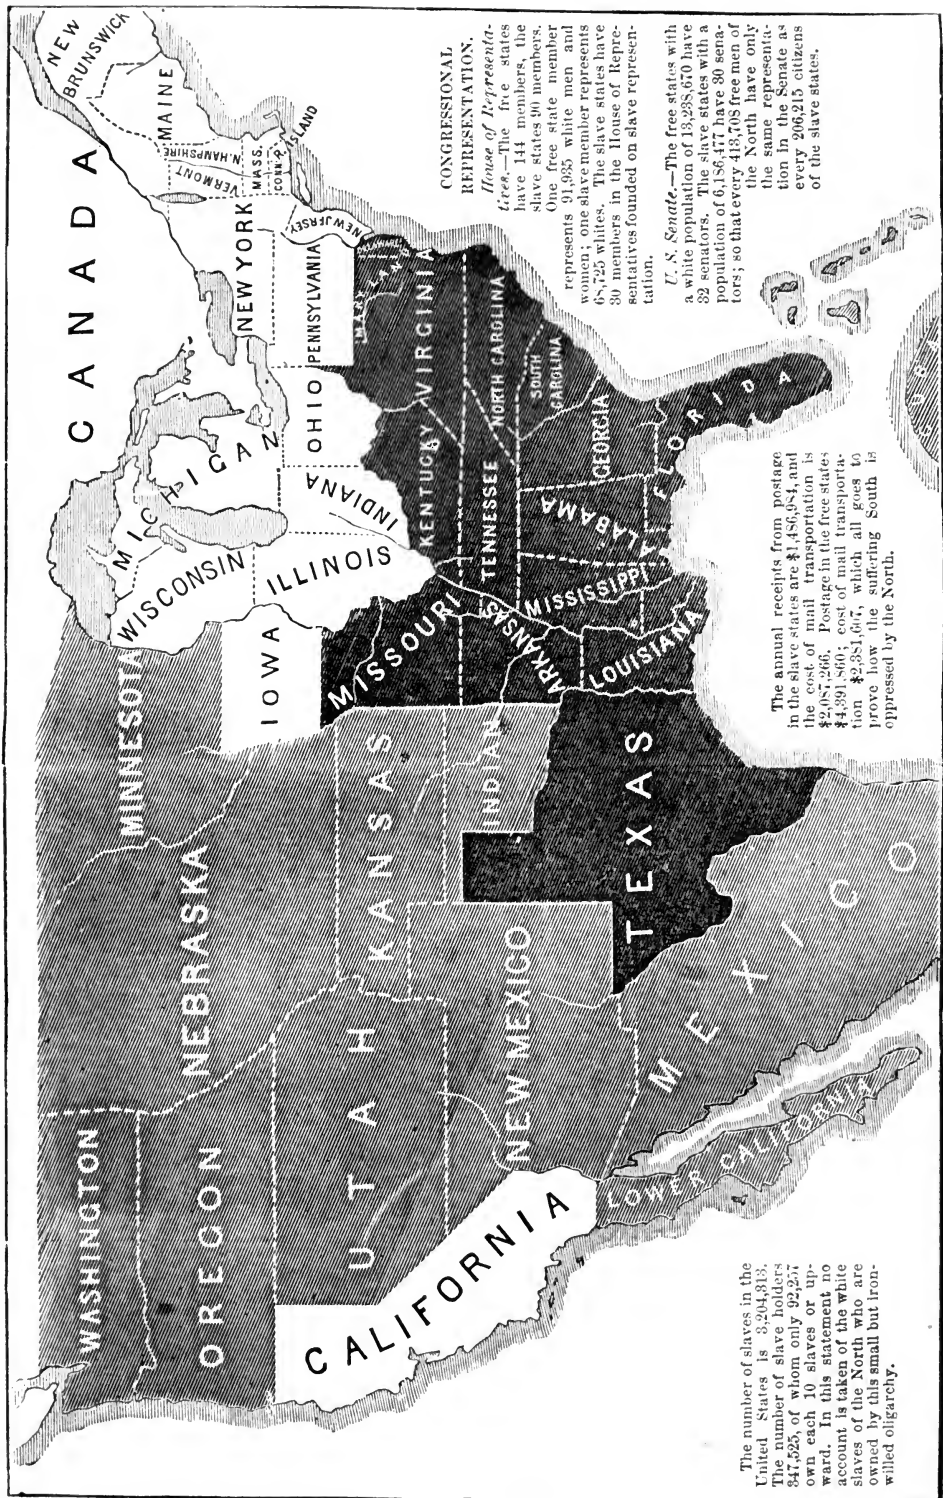 CANADA
NEW
BRUNSWICK
MAINE
N. HAMPSHIRE
VERMONT
MASS.
CONN.
R. ISLAND
NEW YORK
NEW JERSEY
PENNSYLVANIA
MARYLAND
OHIO
MICHIGAN
INDIANA
WISCONSIN
ILLINOIS
IOWA
MINNESOTA
WASHINGTON
OREGON
NEBRASKA
UTAH
KANSAS
CALIFORNIA
NEW MEXICO
INDIAN
MISSOURI
KENTUCKY
VIRGINIA
TENNESSEE
NORTH CAROLINA
SOUTH
CAROLINA
ARKANSAS
MISSISSIPPI
ALABAMA
GEORGIA
LOUISIANA
FLORIDA
TEXAS
MEXICO
LOWER CALIFORNIA
CUBA
CONGRESSIONAL
REPRESENTATION.
House of Representa-
tives.—The free states
have 144 members, the
slave states 90 members.
One free state member
represents 91,935 white men and
women; one slave member represents
68,725 whites. The slave states have
30 members in the House of Repre-
sentatives founded on slave represen-
tation.
U. S. Senate.—The free states with
a white population of 13,238,670 have
32 senators. The slave states with a
population of 6,186,477 have 30 sena-
tors; so that every 413,708 free men of
the North have only
the same representa-
tion in the Senate as
every 206,215 citizens
of the slave states.
The annual receipts from postage
in the slave states are $1,486,984, and
the cost of mail transportation is
$2,087,266. Postage in the free states
$4,391,860; cost of mail transporta-
tion $2,381,607, which all goes to
prove how the suffering South is
oppressed by the North.
The number of slaves in the
United States is 3,204,313.
The number of slave holders
347,525, of whom only 92,257
own each 10 slaves or up-
ward. In this statement no
account is taken of the white
slaves of the North who are
owned by this small but iron-
willed oligarchy.